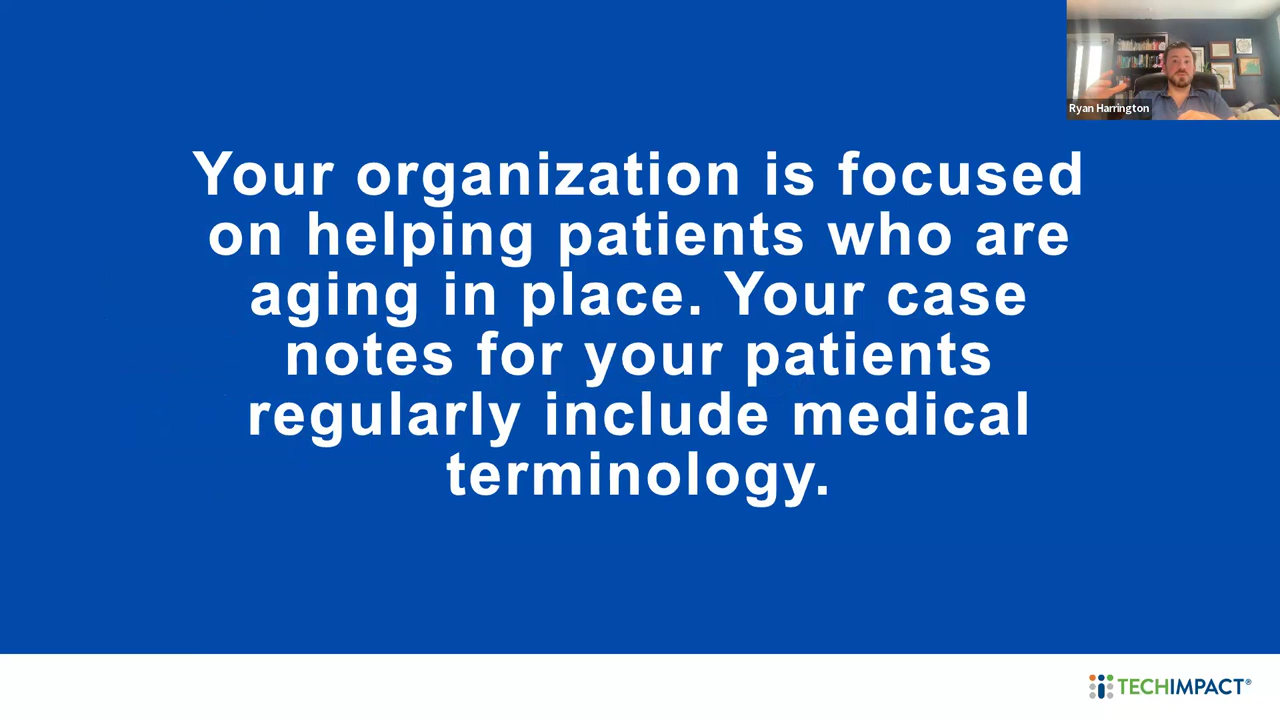 Ryan Harrington
Your organization is focused
on helping patients who are
aging in place. Your case
notes for your patients
regularly include medical
terminology.
TECHIMPACT®